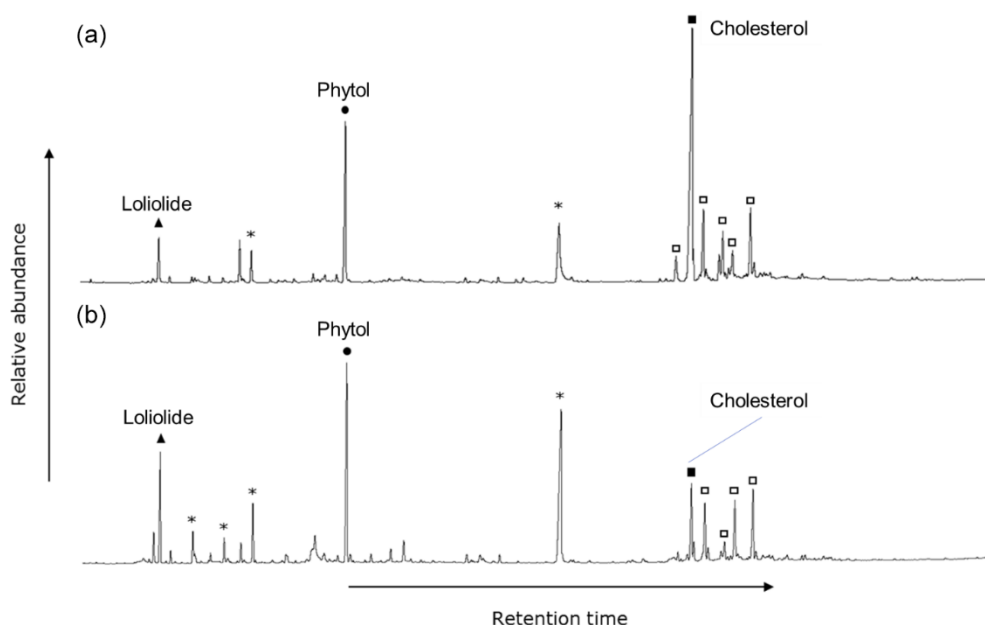 (a)
Cholesterol
Phytol
Loliolide
*
*
(b)
Phytol
Cholesterol
Loliolide
*
*
*
*
Relative abundance
Retention time